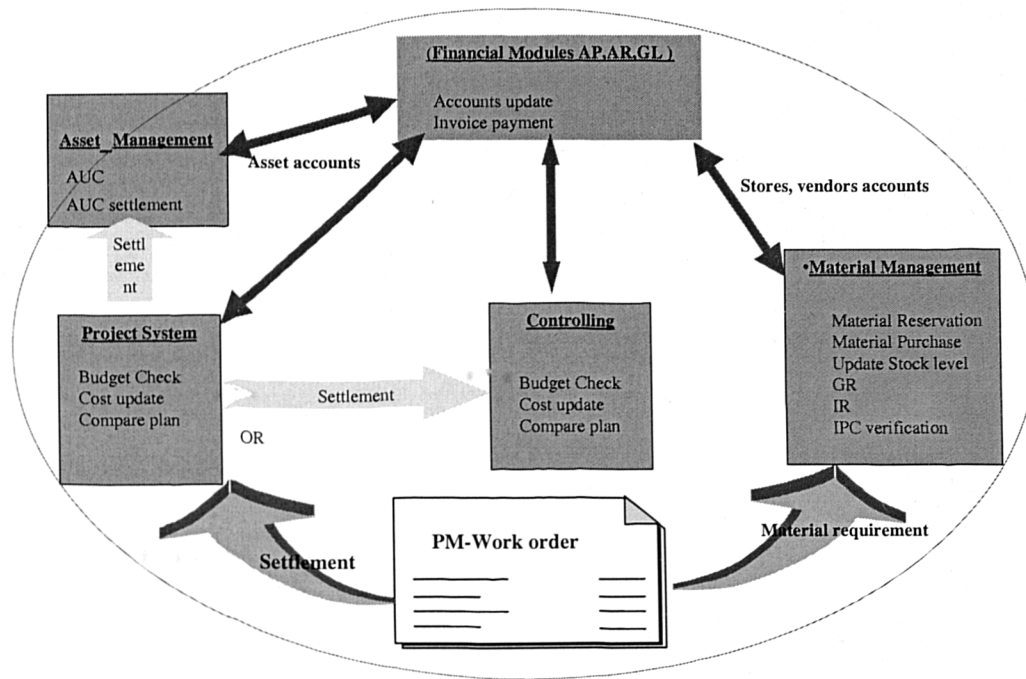 (Financial Modules AP,AR,GL )
Accounts update
Invoice payment
Asset_Management
AUC
AUC settlement
Asset accounts
Stores, vendors accounts
Settl
eme
nt
•Material Management
Material Reservation
Material Purchase
Update Stock level
GR
IR
IPC verification
Project System
Budget Check
Cost update
Compare plan
Settlement
OR
Controlling
Budget Check
Cost update
Compare plan
Settlement
PM-Work order
Material requirement